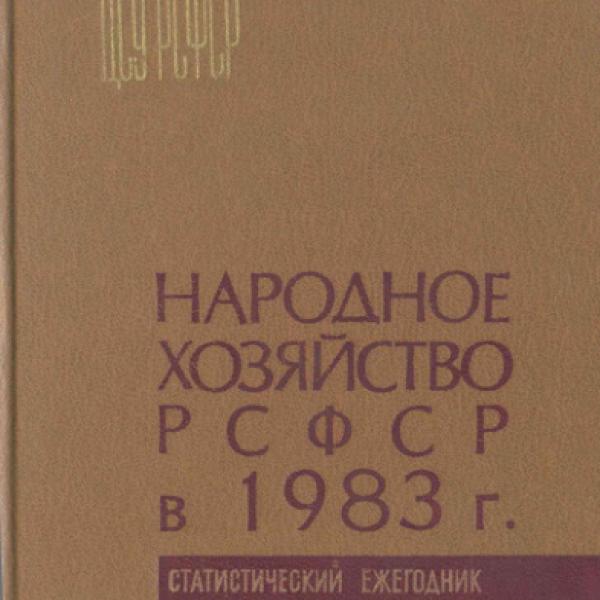 ЦСУ РСФСР
НАРОДНОЕ
ХОЗЯЙСТВО
РСФСР
в 1983 г.
СТАТИСТИЧЕСКИЙ ЕЖЕГОДНИК